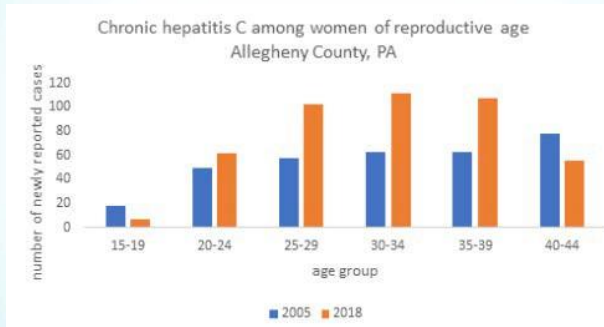 Chronic hepatitis C among women of reproductive age
Allegheny County, PA
number of newly reported cases
120
100
80
60
40
20
0
15-19 20-24 25-29 30-34 35-39 40-44
age group
2005 2018